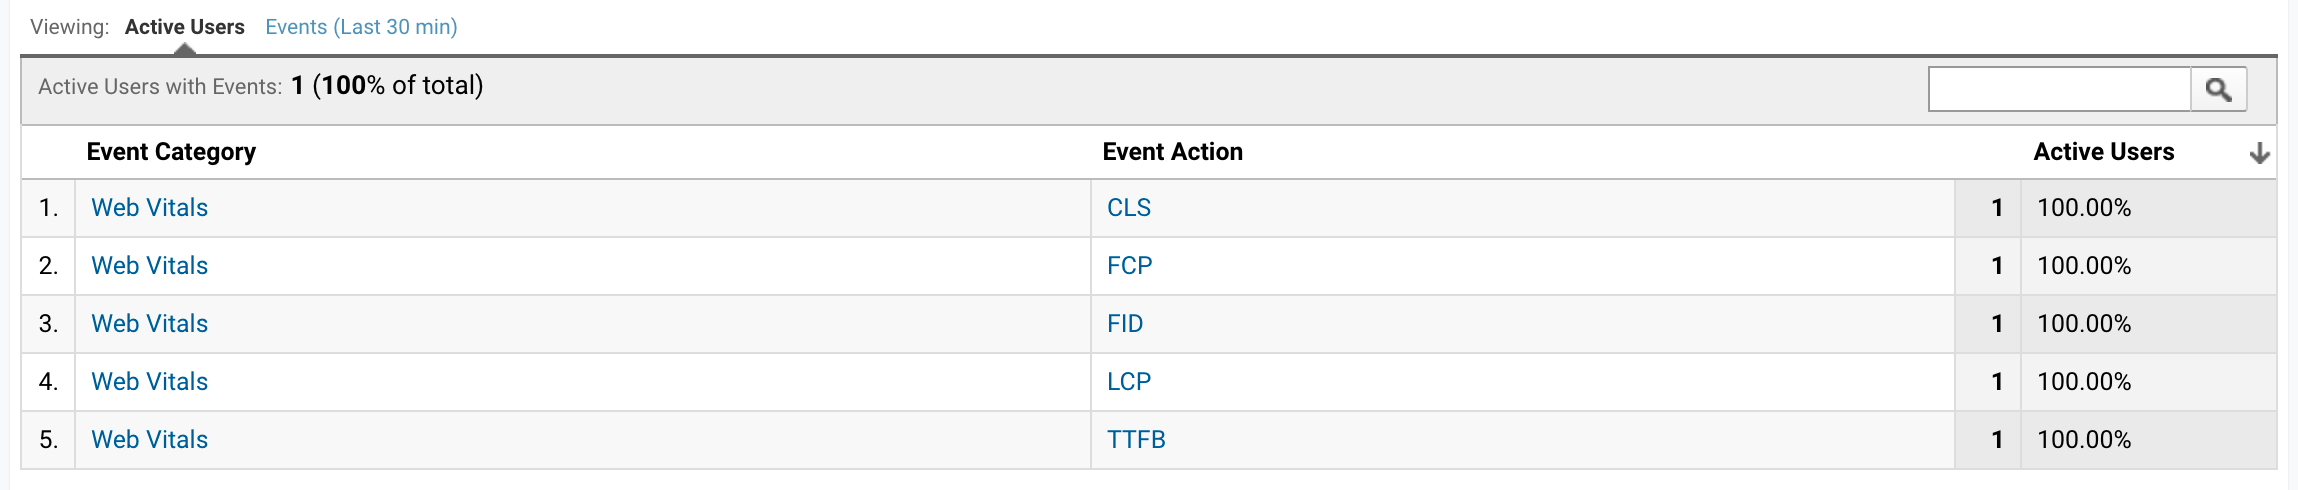 Viewing: Active Users Events (Last 30 min)
Active Users with Events: 1 (100% of total)
Event Category Event Action Active Users
1. Web Vitals CLS 1 100.00%
2. Web Vitals FCP 1 100.00%
3. Web Vitals FID 1 100.00%
4. Web Vitals LCP 1 100.00%
5. Web Vitals TTFB 1 100.00%